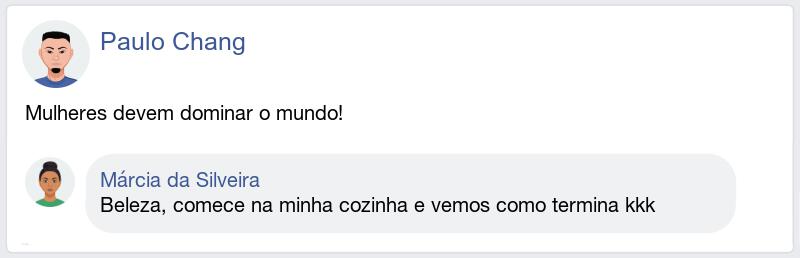 Paulo Chang
Mulheres devem dominar o mundo!
Márcia da Silveira
Beleza, comece na minha cozinha e vemos como termina kkk